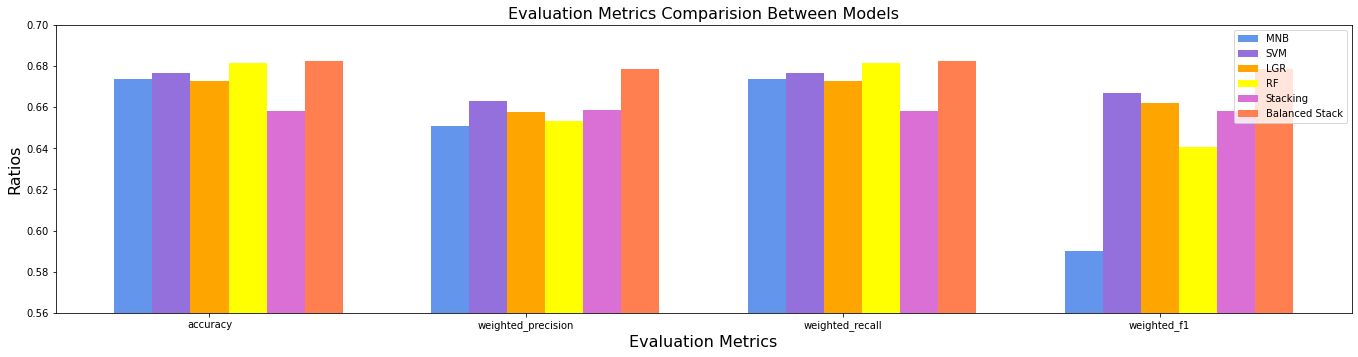 Evaluation Metrics Comparision Between Models
0.70
0.68
0.66
0.64
0.62
0.60
0.58
0.56
Ratios
MNB
SVM
LGR
RF
Stacking
Balanced Stack
accuracy
weighted_precision
weighted_recall
weighted_f1
Evaluation Metrics